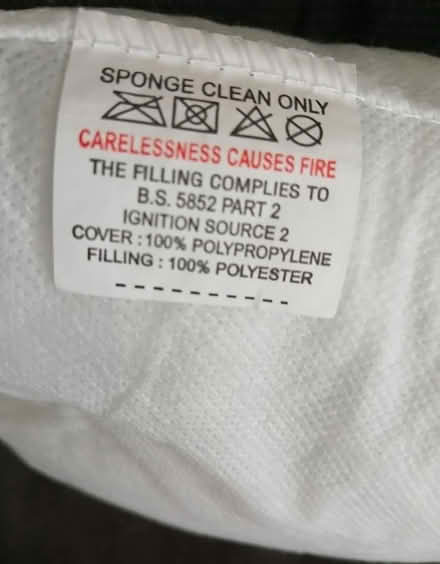 SPONGE CLEAN ONLY
CARELESSNESS CAUSES FIRE
THE FILLING COMPLIES TO
B.S. 5852 PART 2
IGNITION SOURCE 2
COVER : 100% POLYPROPYLENE
FILLING : 100% POLYESTER